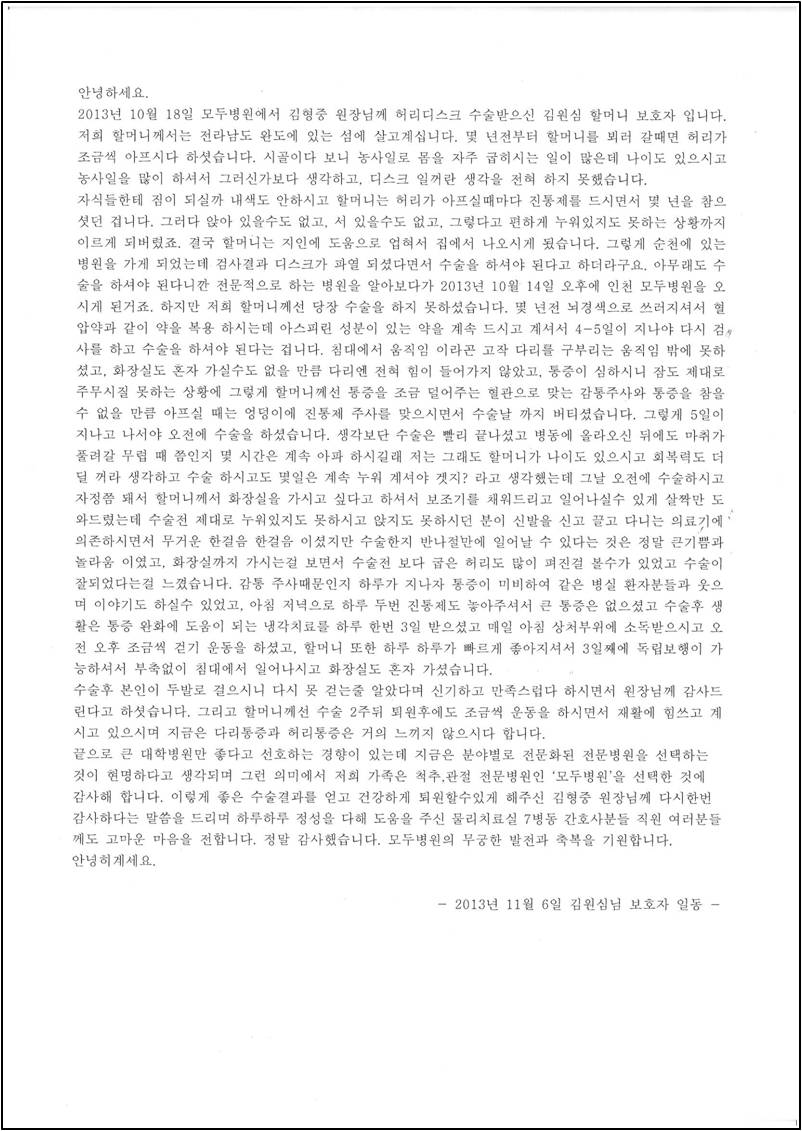 안녕하세요.
2013년 10월 18일 모두병원에서 김형중 원장님께 허리디스크 수술받으신 김원심 할머니 보호자 입니다.
저희 할머니께서는 전라남도 완도에 있는 섬에 살고계십니다. 몇 년전부터 할머니를 뵈러 갈때면 허리가
조금씩 아프시다 하셧습니다. 시골이다 보니 농사일로 몸을 자주 굽히시는 일이 많은데 나이도 있으시고
농사일을 많이 하셔서 그러신가보다 생각하고, 디스크 일꺼란 생각을 전혀 하지 못했습니다.
자식들한테 짐이 되실까 내색도 안하시고 할머니는 허리가 아프실때마다 진통제를 드시면서 몇 년을 참으
셧던 겁니다. 그러다 앉아 있을수도 없고, 서 있을수도 없고, 그렇다고 편하게 누워있지도 못하는 상황까지
이르게 되버렸죠. 결국 할머니는 지인에 도움으로 업혀서 집에서 나오시게 됬습니다. 그렇게 순천에 있는
병원을 가게 되었는데 검사결과 디스크가 파열 되셨다면서 수술을 하셔야 된다고 하더라구요. 아무래도 수
술을 하셔야 된다니깐 전문적으로 하는 병원을 알아보다가 2013년 10월 14일 오후에 인천 모두병원을 오
시게 된거죠. 하지만 저희 할머니께선 당장 수술을 하지 못하셨습니다. 몇 년전 뇌경색으로 쓰러지셔서 혈
압약과 같이 약을 복용 하시는데 아스피린 성분이 있는 약을 계속 드시고 계셔서 4-5일이 지나야 다시 검
사를 하고 수술을 하셔야 된다는 겁니다. 침대에서 움직임 이라곤 고작 다리를 구부리는 움직임 밖에 못하
셨고, 화장실도 혼자 가실수도 없을 만큼 다리엔 전혀 힘이 들어가지 않았고, 통증이 심하시니 잠도 제대로
주무시질 못하는 상황에 그렇게 할머니께선 통증을 조금 덜어주는 혈관으로 맞는 감통주사와 통증을 참을
수 없을 만큼 아프실 때는 엉덩이에 진통제 주사를 맞으시면서 수술날 까지 버티셨습니다. 그렇게 5일이
지나고 나서야 오전에 수술을 하셨습니다. 생각보단 수술은 빨리 끝나셨고 병동에 올라오신 뒤에도 마취가
풀려갈 무렵 때 쯤인지 몇 시간은 계속 아파 하시길래 저는 그래도 할머니가 나이도 있으시고 회복력도 더
딜 꺼라 생각하고 수술 하시고도 몇일은 계속 누워 계셔야 겟지? 라고 생각했는데 그날 오전에 수술하시고
자정쯤 돼서 할머니께서 화장실을 가시고 싶다고 하셔서 보조기를 채워드리고 일어나실수 있게 살짝만 도
와드렸는데 수술전 제대로 누워있지도 못하시고 앉지도 못하시던 분이 신발을 신고 끌고 다니는 의료기에
의존하시면서 무거운 한걸음 한걸음 이셨지만 수술한지 반나절만에 일어날 수 있다는 것은 정말 큰기쁨과
놀라움 이였고, 화장실까지 가시는걸 보면서 수술전 보다 굽은 허리도 많이 펴진걸 볼수가 있었고 수술이
잘되었다는걸 느꼈습니다. 감통 주사때문인지 하루가 지나자 통증이 미비하여 같은 병실 환자분들과 웃으
며 이야기도 하실수 있었고, 아침 저녁으로 하루 두번 진통제도 놓아주셔서 큰 통증은 없으셨고 수술후 생
활은 통증 완화에 도움이 되는 냉각치료를 하루 한번 3일 받으셨고 매일 아침 상처부위에 소독받으시고 오
전 오후 조금씩 걷기 운동을 하셨고, 할머니 또한 하루 하루가 빠르게 좋아지셔서 3일째에 독립보행이 가
능하셔서 부축없이 침대에서 일어나시고 화장실도 혼자 가셨습니다.
수술후 본인이 두발로 걸으시니 다시 못 걷는줄 알았다며 신기하고 만족스럽다 하시면서 원장님께 감사드
린다고 하셧습니다. 그리고 할머니께선 수술 2주뒤 퇴원후에도 조금씩 운동을 하시면서 재활에 힘쓰고 계
시고 있으시며 지금은 다리통증과 허리통증은 거의 느끼지 않으시다 합니다.
끝으로 큰 대학병원만 좋다고 선호하는 경향이 있는데 지금은 분야별로 전문화된 전문병원을 선택하는
것이 현명하다고 생각되며 그런 의미에서 저희 가족은 척추,관절 전문병원인 '모두병원'을 선택한 것에
감사해 합니다. 이렇게 좋은 수술결과를 얻고 건강하게 퇴원할수있게 해주신 김형중 원장님께 다시한번
감사하다는 말씀을 드리며 하루하루 정성을 다해 도움을 주신 물리치료실 7병동 간호사분들 직원 여러분들
께도 고마운 마음을 전합니다. 정말 감사했습니다. 모두병원의 무궁한 발전과 축복을 기원합니다.
안녕히계세요.
- 2013년 11월 6일 김원심님 보호자 일동 -